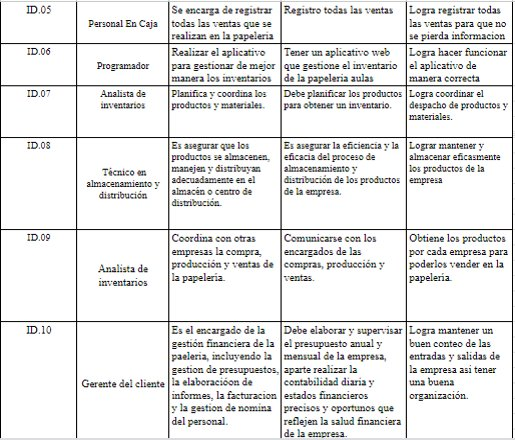 ID.05
Personal En Caja
Se encarga de registrar
todas las ventas que se
realizan en la papeleria
Registro todas las ventas
Logra registrar todas
las ventas para que no
se pierda informacion
ID.06
Programador
Realizar el aplicativo
para gestionar de mejor
manera los inventarios
Tener un aplicativo web
que gestione el inventario
de la papeleria aulas
Logra hacer funcionar
el aplicativo de
manera correcta
ID.07
Analista de
inventarios
Planifica y coordina los
productos y materiales.
Debe planificar los productos
para obtener un inventario.
Logra coordinar el
despacho de productos y
materiales.
ID.08
Técnico en
almacenamiento y
distribución
Es asegurar que los
productos se almacenen,
manejen y distribuyan
adecuadamente en el
almacén o centro de
distribución.
Es asegurar la eficiencia y la
eficacia del proceso de
almacenamiento y
distribución de los productos
de la empresa.
Lograr mantener y
almacenar eficasmente
los productos de la
empresa
ID.09
Analista de
inventarios
Coordina con otras
empresas la compra,
producción y ventas de
la papeleria.
Comunicarse con los
encargados de las
compras, producción y
ventas.
Obtiene los productos
por cada empresa para
poderlos vender en la
papeleria.
ID.10
Gerente del cliente
Es el encargado de la
gestión financiera de la
paeleria, incluyendo la
gestion de presupuestos,
la elaboracióon de
informes, la facturacion
y la gestion de nomina
del personal.
Debe elaborar y supervisar
el presupuesto anual y
mensual de la empresa,
aparte realizar la
contabilidad diaria y
estados financieros
precisos y oportunos que
reflejen la salud financiera
de la empresa.
Logra mantener un
buen conteo de las
entradas y salidas de
la empresa asi tener
una buena
organización.